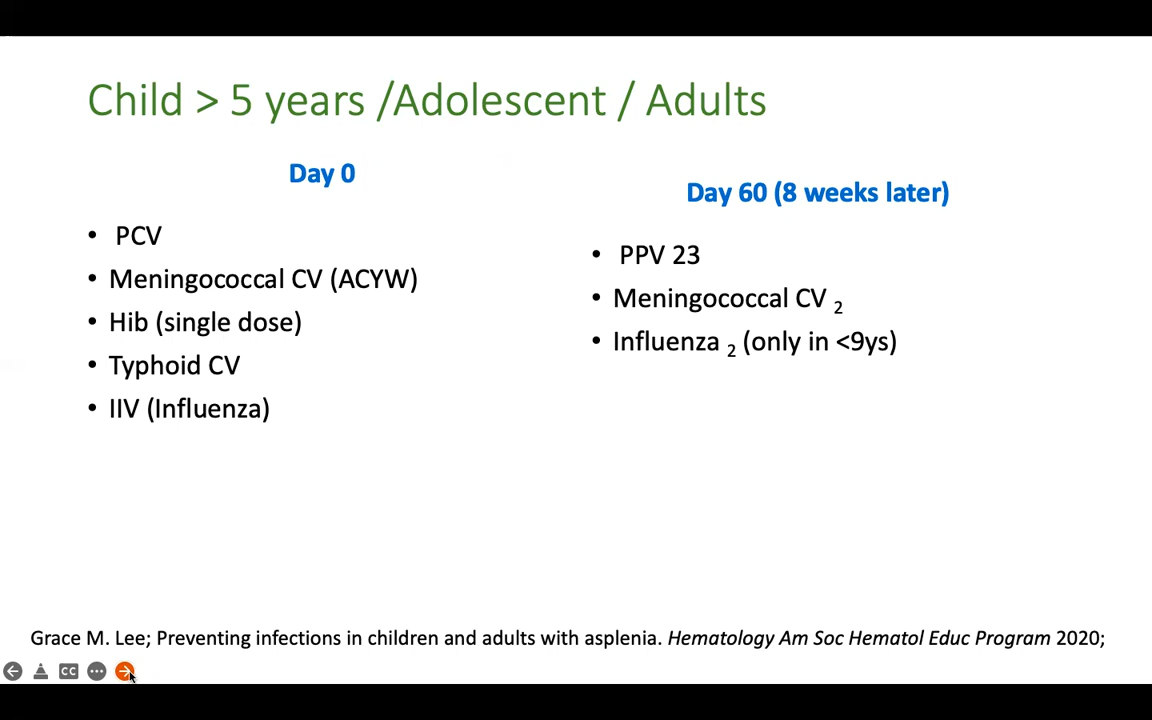 Child > 5 years /Adolescent / Adults
Day 0
• PCV
• Meningococcal CV (ACYW)
• Hib (single dose)
• Typhoid CV
• IIV (Influenza)
Day 60 (8 weeks later)
• PPV 23
• Meningococcal CV 2
• Influenza 2 (only in <9ys)
Grace M. Lee; Preventing infections in children and adults with asplenia. Hematology Am Soc Hematol Educ Program 2020;
CC